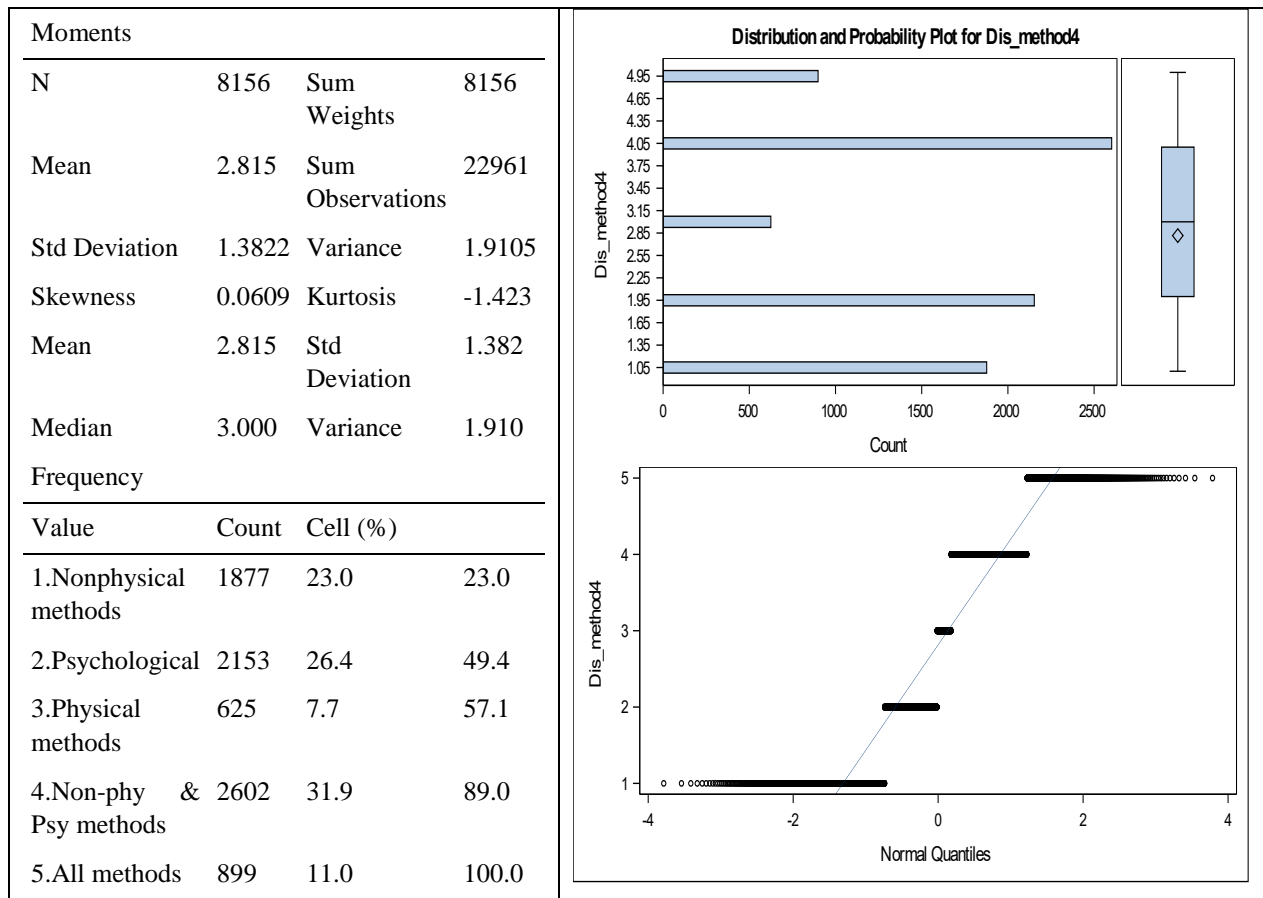 Moments
N 8156 Sum Weights 8156
Mean 2.815 Sum Observations 22961
Std Deviation 1.3822 Variance 1.9105
Skewness 0.0609 Kurtosis -1.423
Mean 2.815 Std Deviation 1.382
Median 3.000 Variance 1.910
Frequency
Value Count Cell (%)
1.Nonphysical methods 1877 23.0 23.0
2.Psychological 2153 26.4 49.4
3.Physical methods 625 7.7 57.1
4.Non-phy & Psy methods 2602 31.9 89.0
5.All methods 899 11.0 100.0
Distribution and Probability Plot for Dis_method4
Dis_method4
4.95
4.65
4.35
4.05
3.75
3.45
3.15
2.85
2.55
2.25
1.95
1.65
1.35
1.05
0 500 1000 1500 2000 2500
Count
Dis_method4
5
4
3
2
1
-4 -2 0 2 4
Normal Quantiles